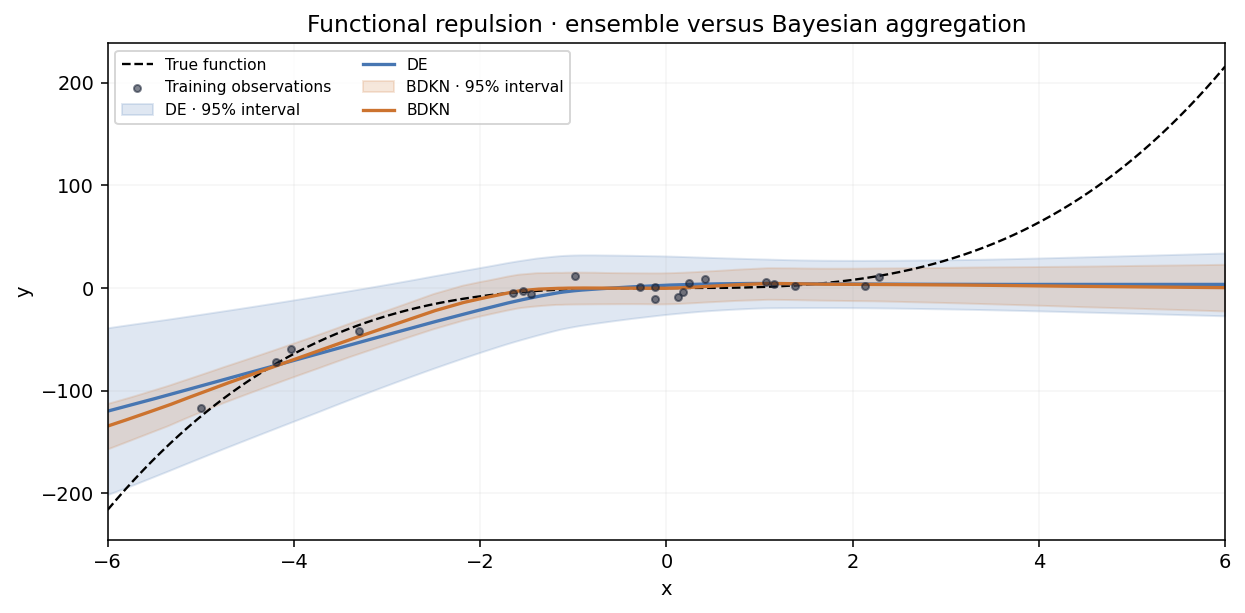 Functional repulsion · ensemble versus Bayesian aggregation
True function
Training observations
DE · 95% interval
DE
BDKN · 95% interval
BDKN
y
200
100
0
−100
−200
−6
−4
−2
0
2
4
6
x